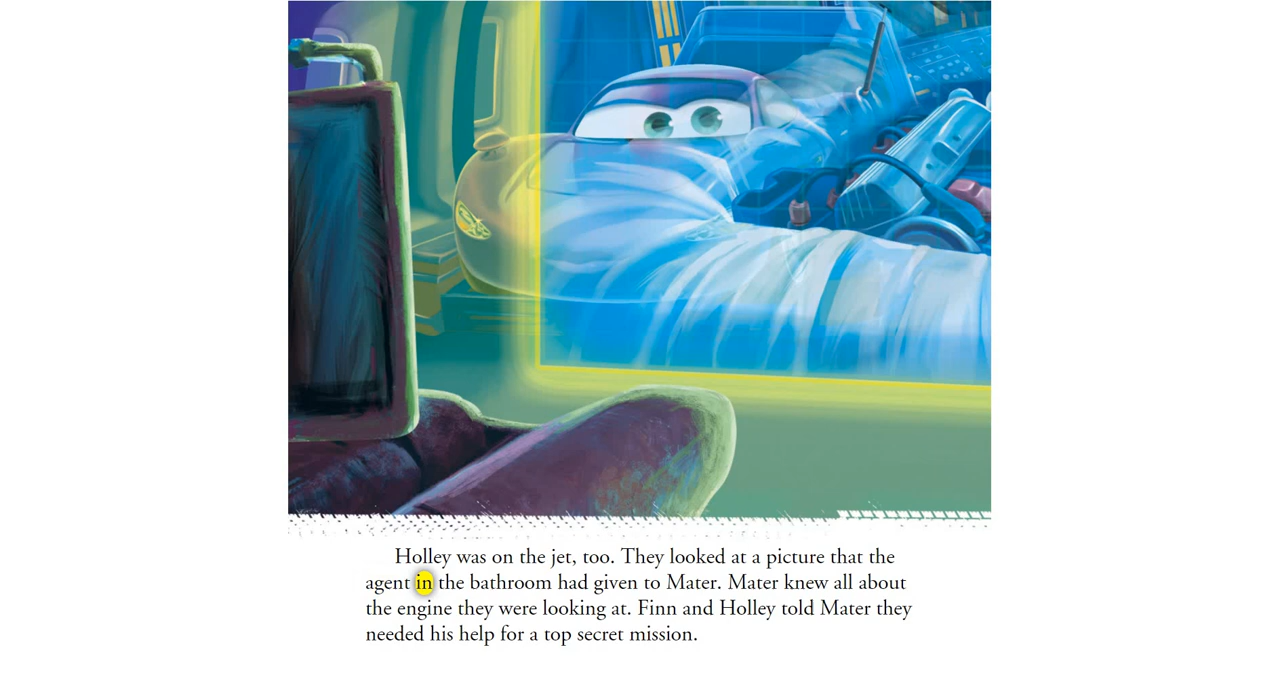 Holley was on the jet, too. They looked at a picture that the
agent in the bathroom had given to Mater. Mater knew all about
the engine they were looking at. Finn and Holley told Mater they
needed his help for a top secret mission.